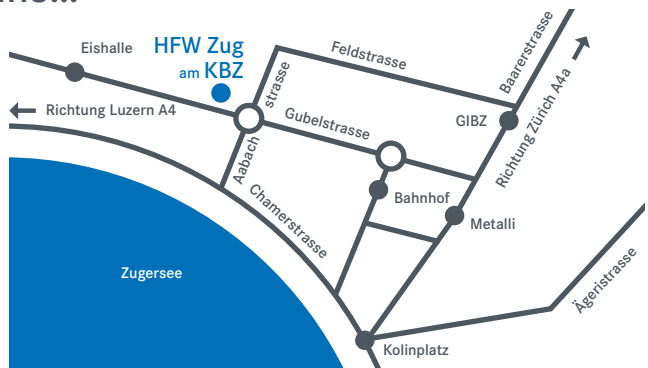 Eishalle
HFW Zug
am KBZ
Feldstrasse
Baarerstrasse
strasse
Richtung Luzern A4
Gubelstrasse
GIBZ
Richtung Zürich A4a
Aabach
Bahnhof
Chamerstrasse
Metalli
Zugersee
Ägeristrasse
Kolinplatz